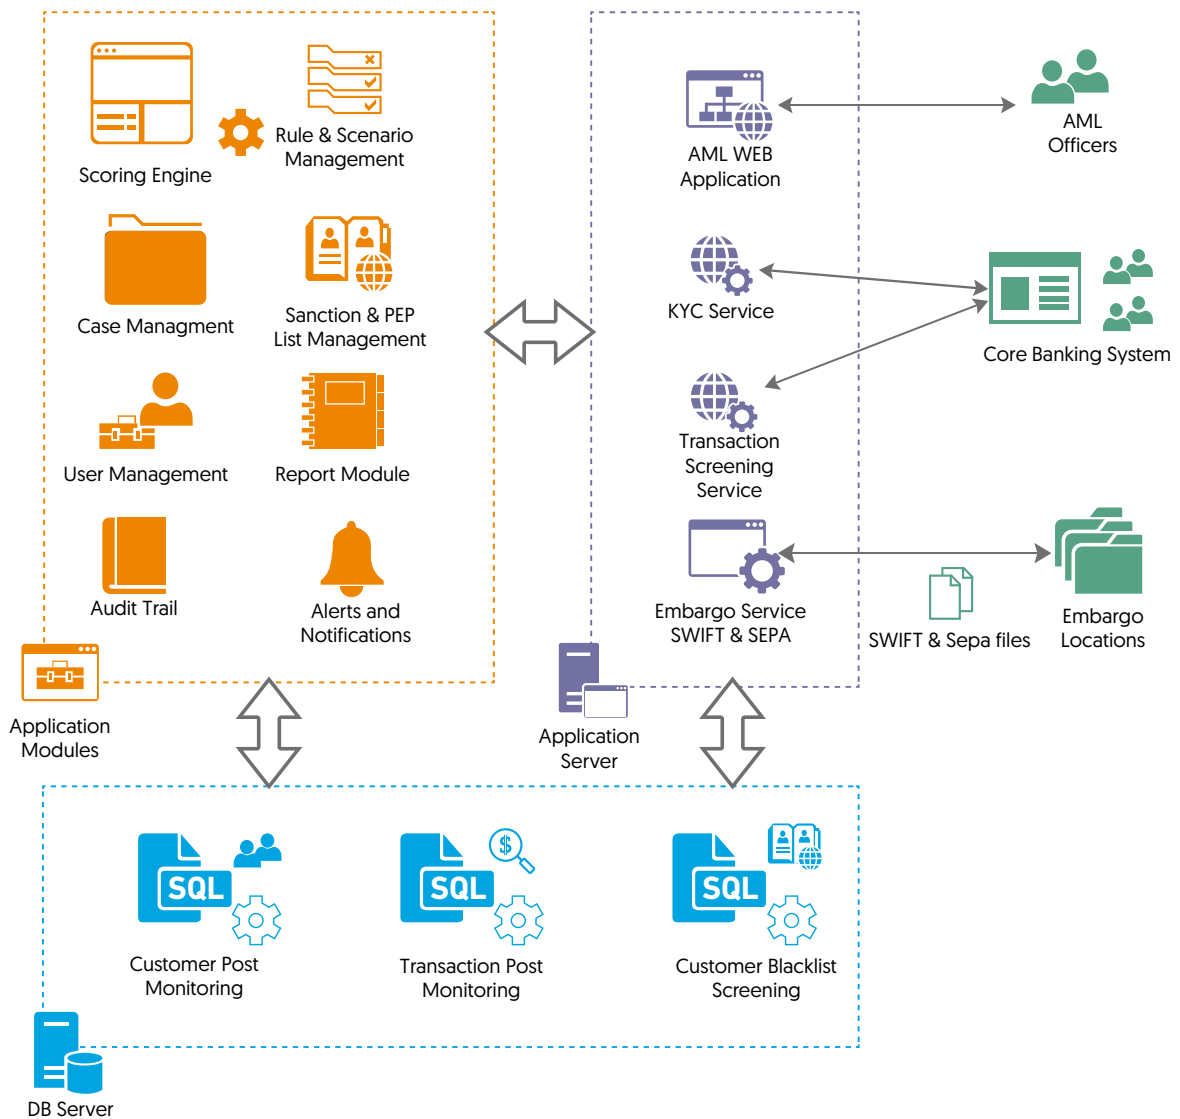 Scoring Engine
Rule & Scenario
Management
Case Managment
Sanction & PEP
List Management
User Management
Report Module
Audit Trail
Alerts and
Notifications
Application
Modules
AML WEB
Application
KYC Service
Transaction
Screening
Service
Embargo Service
SWIFT & SEPA
Application
Server
AML
Officers
Core Banking System
SWIFT & Sepa files
Embargo
Locations
SQL
Customer Post
Monitoring
$
SQL
Transaction Post
Monitoring
SQL
Customer Blacklist
Screening
DB Server